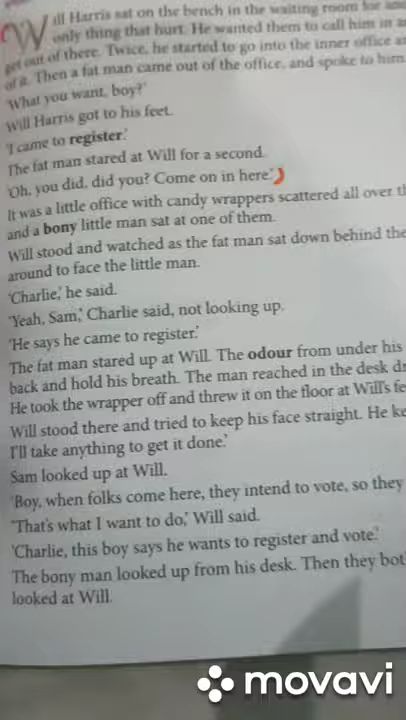 Will Harris sat on the bench in the waiting room for
only thing that hurt. He wanted them to call him in
get out of there. Twice, he started to go into the inner office
of it. Then a fat man came out of the office, and spoke to him.
'What you want, boy?'
Will Harris got to his feet.
'I came to register.'
The fat man stared at Will for a second.
'Oh, you did, did you? Come on in here.'
It was a little office with candy wrappers scattered all over
and a bony little man sat at one of them.
Will stood and watched as the fat man sat down behind the
around to face the little man.
'Charlie,' he said.
'Yeah, Sam,' Charlie said, not looking up.
'He says he came to register.'
The fat man stared up at Will. The odour from under his
back and hold his breath. The man reached in the desk
He took the wrapper off and threw it on the floor at Will's
Will stood there and tried to keep his face straight. He
I'll take anything to get it done.'
Sam looked up at Will.
'Boy, when folks come here, they intend to vote, so they
'That's what I want to do,' Will said.
'Charlie, this boy says he wants to register and vote.'
The bony man looked up from his desk. Then they
looked at Will.
movavi